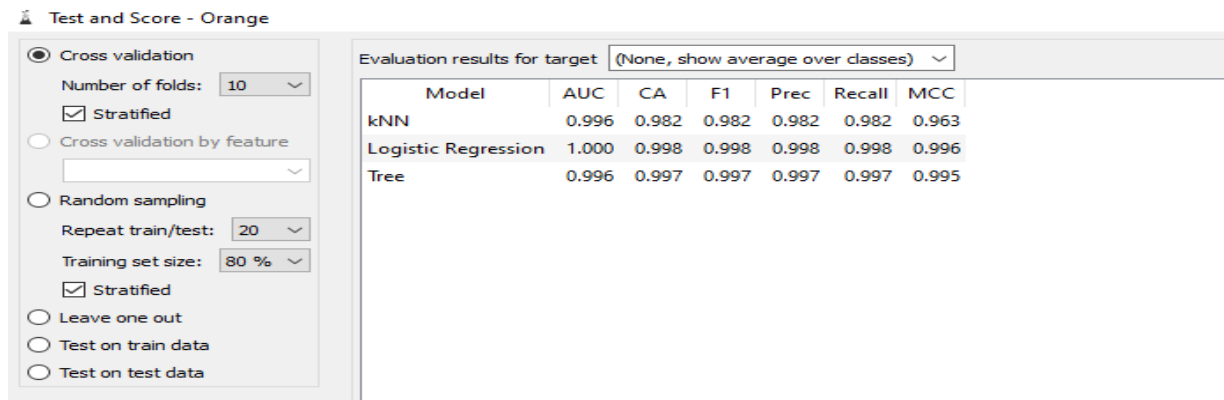 Test and Score - Orange
Cross validation
Number of folds: 10
Stratified
Cross validation by feature
Random sampling
Repeat train/test: 20
Training set size: 80 %
Stratified
Leave one out
Test on train data
Test on test data
Evaluation results for target (None, show average over classes)
Model AUC CA F1 Prec Recall MCC
kNN 0.996 0.982 0.982 0.982 0.982 0.963
Logistic Regression 1.000 0.998 0.998 0.998 0.998 0.996
Tree 0.996 0.997 0.997 0.997 0.997 0.995